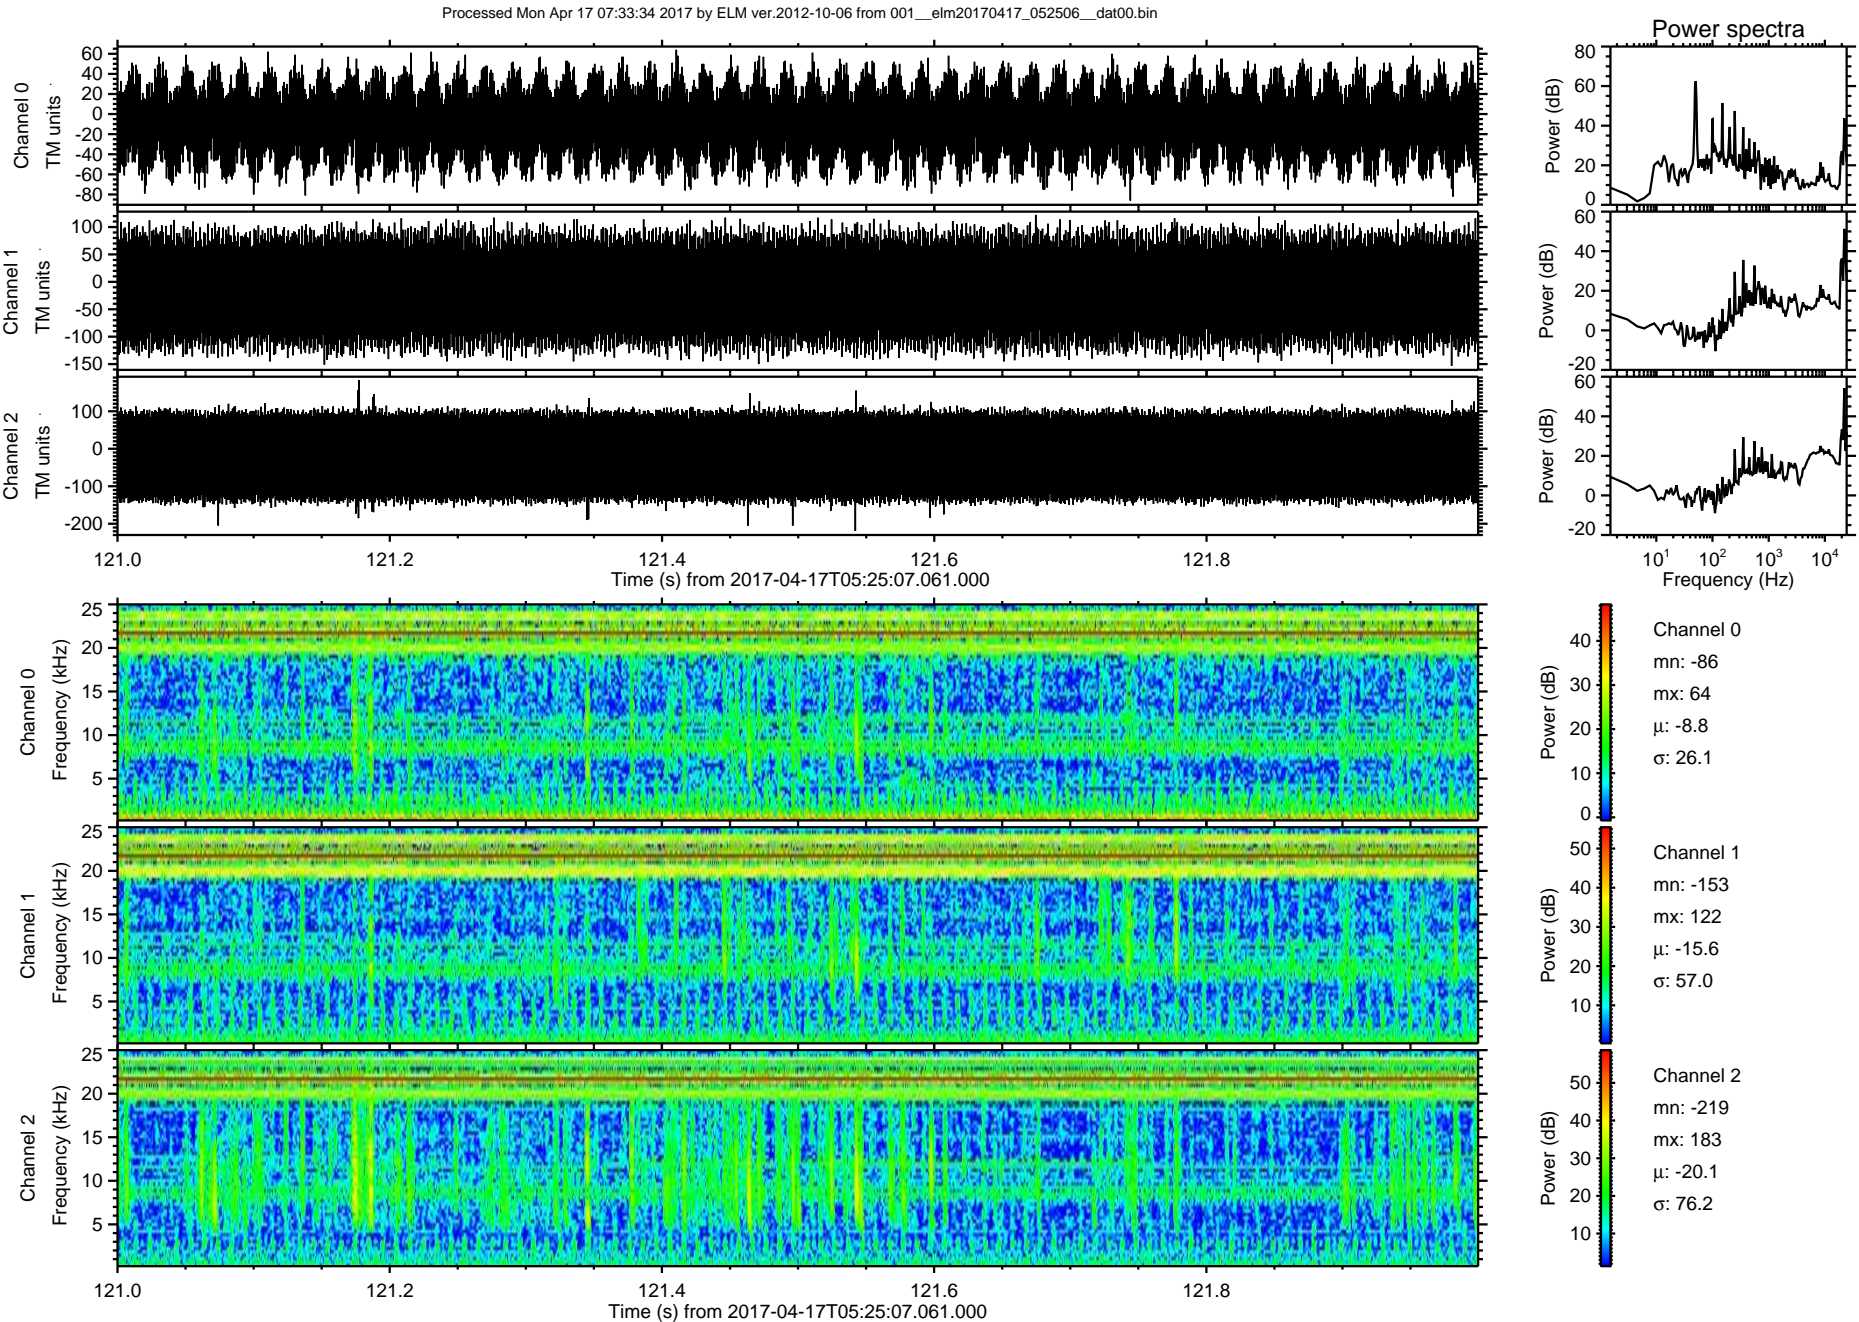 Processed Mon Apr 17 07:33:34 2017 by ELM ver.2012-10-06 from 001__elm20170417_052506__dat00.bin
Power spectra
Channel 0
TM units
60
40
20
0
-20
-40
-60
-80
Power (dB)
80
60
40
20
0
Channel 1
TM units
100
50
0
-50
-100
-150
Power (dB)
60
40
20
0
-20
Channel 2
TM units
100
0
-100
-200
Power (dB)
60
40
20
0
-20
121.0 121.2 121.4 121.6 121.8
Time (s) from 2017-04-17T05:25:07.061.000
10¹ 10² 10³ 10⁴
Frequency (Hz)
Channel 0
Frequency (kHz)
25
20
15
10
5
Power (dB)
40
30
20
10
0
Channel 0
mn: -86
mx: 64
μ: -8.8
σ: 26.1
Channel 1
Frequency (kHz)
25
20
15
10
5
Power (dB)
50
40
30
20
10
Channel 1
mn: -153
mx: 122
μ: -15.6
σ: 57.0
Channel 2
Frequency (kHz)
25
20
15
10
5
Power (dB)
50
40
30
20
10
Channel 2
mn: -219
mx: 183
μ: -20.1
σ: 76.2
121.0 121.2 121.4 121.6 121.8
Time (s) from 2017-04-17T05:25:07.061.000